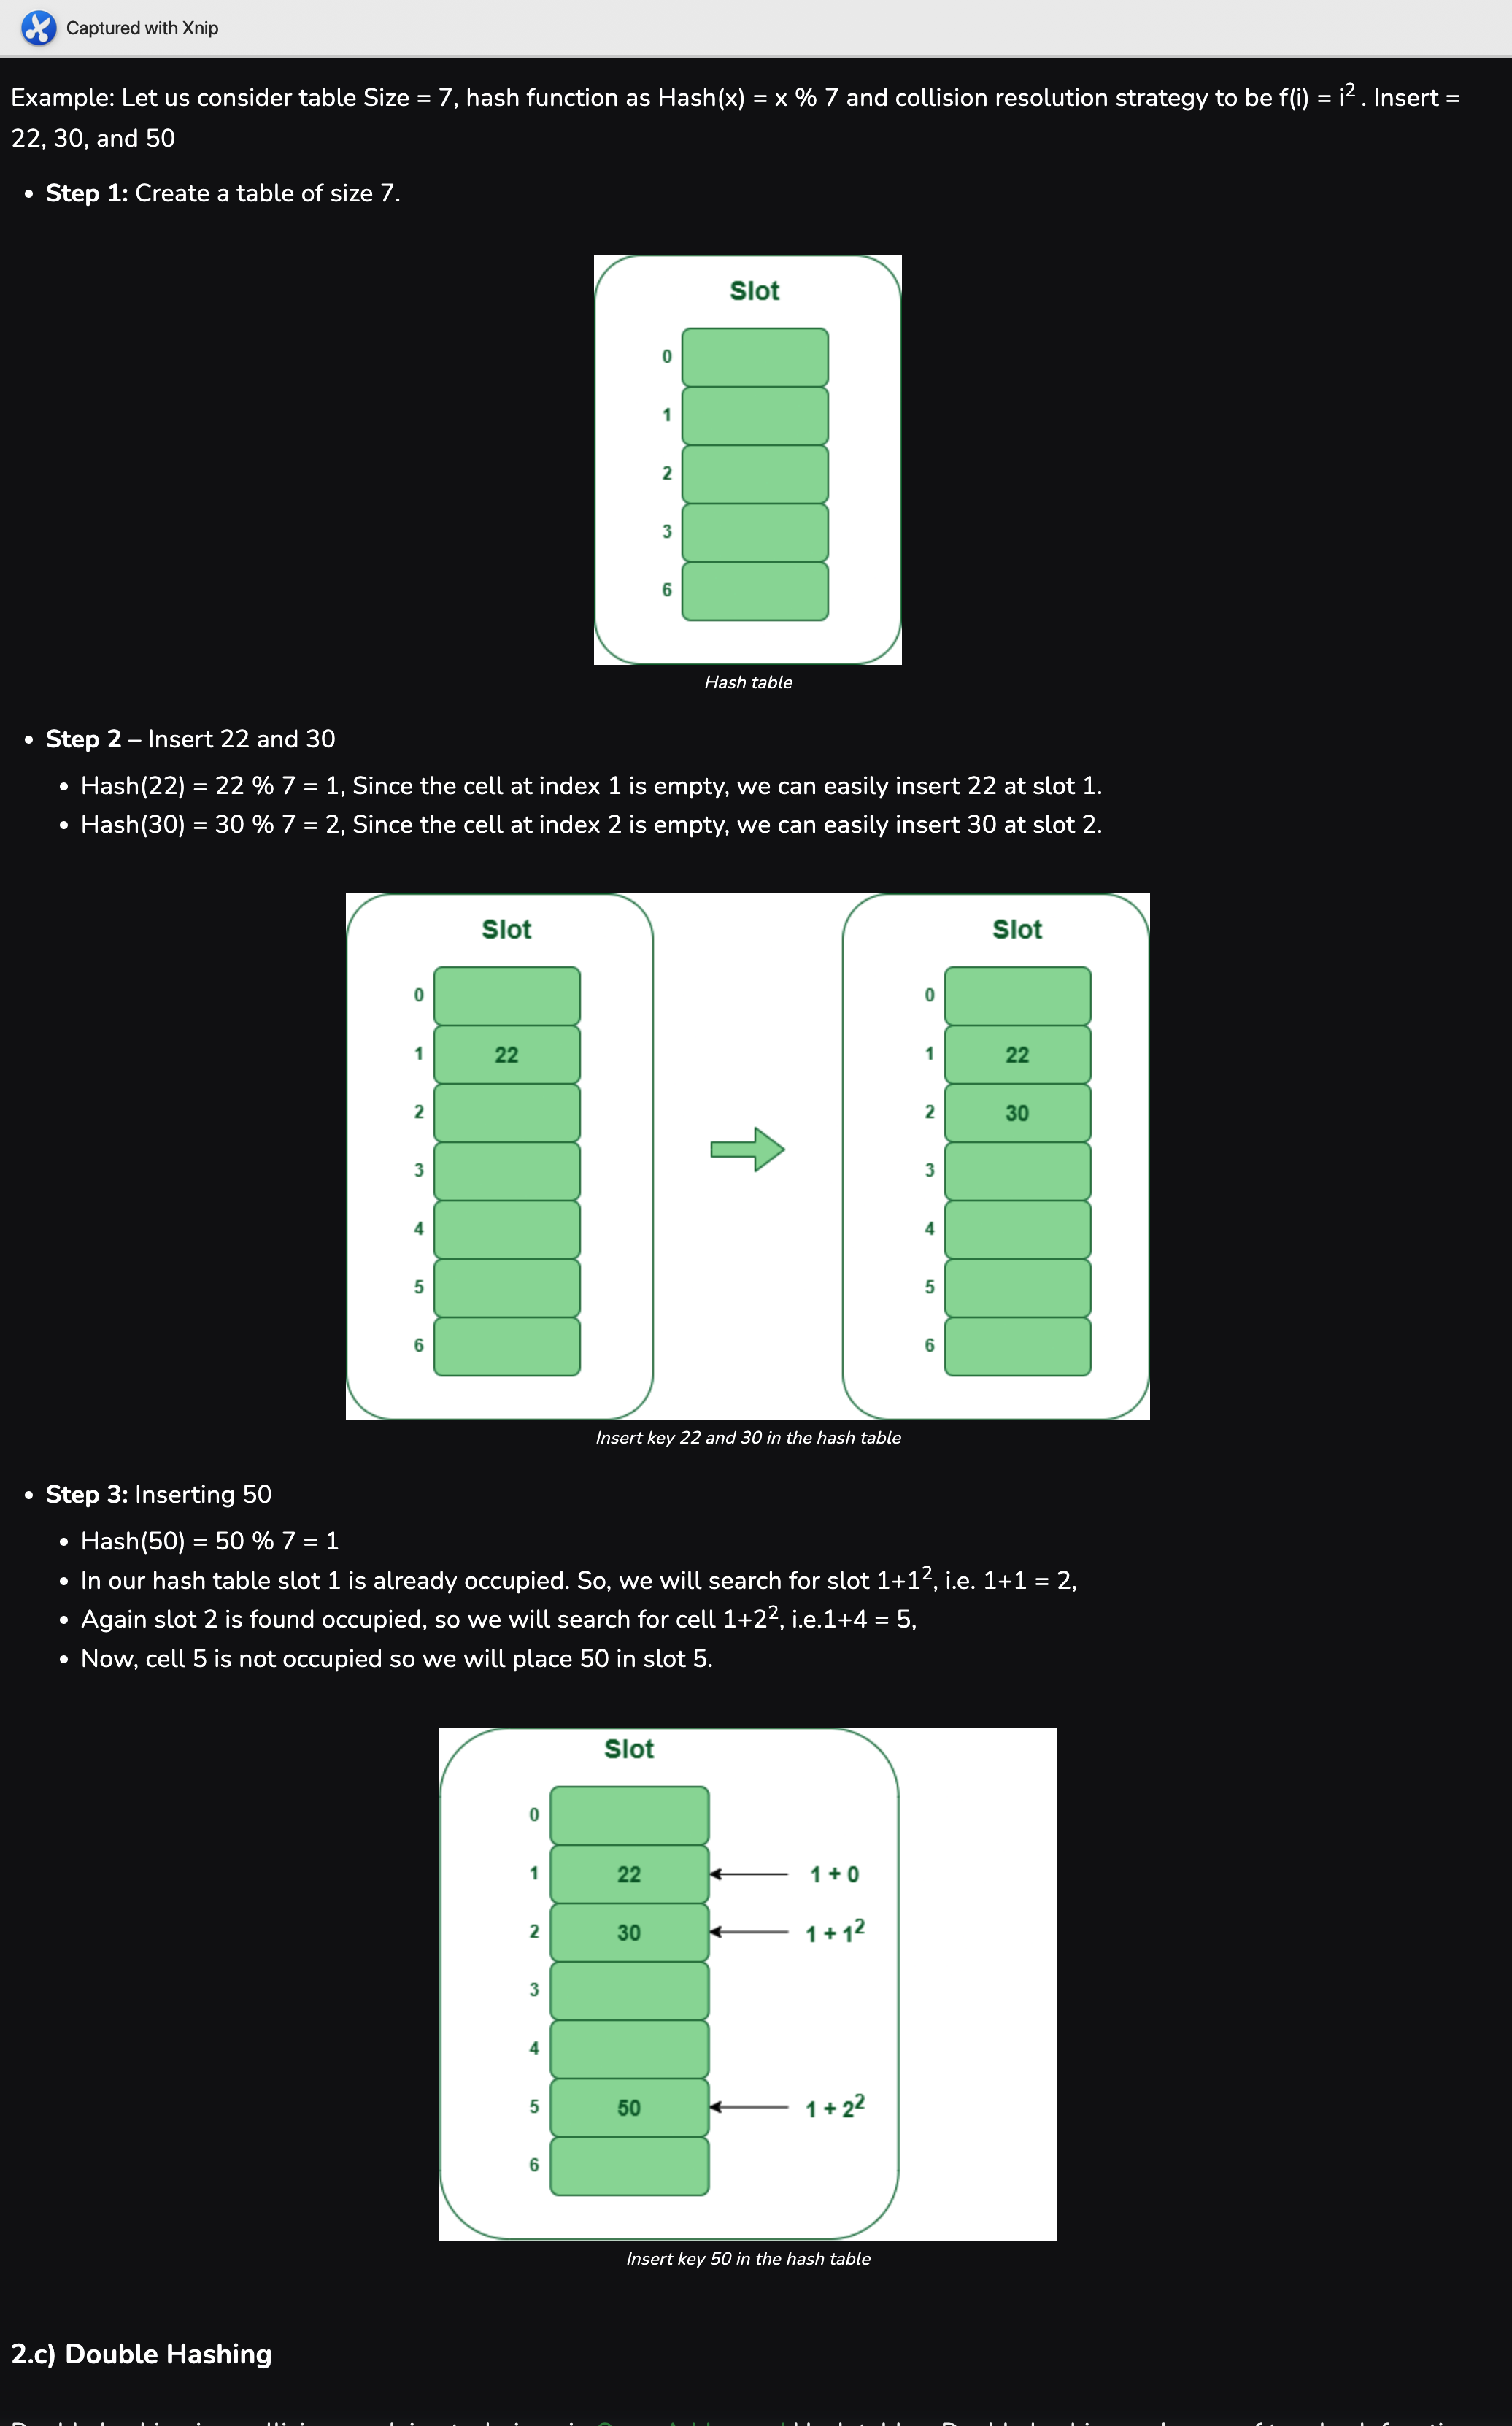 Captured with Xnip
Example: Let us consider table Size = 7, hash function as Hash(x) = x % 7 and collision resolution strategy to be f(i) = i² . Insert =
22, 30, and 50
• Step 1: Create a table of size 7.
Slot
0
1
2
3
6
Hash table
• Step 2 – Insert 22 and 30
• Hash(22) = 22 % 7 = 1, Since the cell at index 1 is empty, we can easily insert 22 at slot 1.
• Hash(30) = 30 % 7 = 2, Since the cell at index 2 is empty, we can easily insert 30 at slot 2.
Slot
0
1 22
2
3
4
5
6
Slot
0
1 22
2 30
3
4
5
6
Insert key 22 and 30 in the hash table
• Step 3: Inserting 50
• Hash(50) = 50 % 7 = 1
• In our hash table slot 1 is already occupied. So, we will search for slot 1+1², i.e. 1+1 = 2,
• Again slot 2 is found occupied, so we will search for cell 1+2², i.e.1+4 = 5,
• Now, cell 5 is not occupied so we will place 50 in slot 5.
Slot
0
1 22 1 + 0
2 30 1 + 1²
3
4
5 50 1 + 2²
6
Insert key 50 in the hash table
2.c) Double Hashing